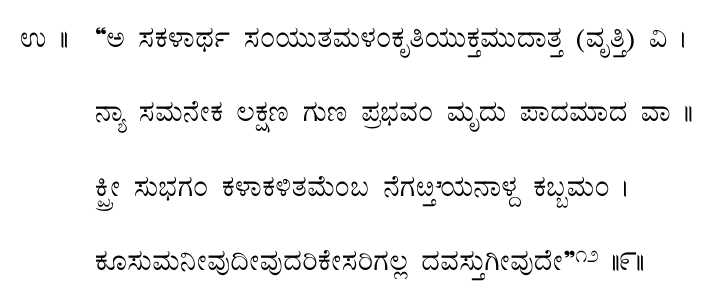 ಉ ॥ “ಅ ಸಕಳಾರ್ಥ ಸಂಯುತಮಳಂಕೃತಿಯುಕ್ತಮುದಾತ್ತ (ವೃತ್ತಿ) ವಿ ।
ನ್ಯಾ ಸಮನೇಕ ಲಕ್ಷಣ ಗುಣ ಪ್ರಭವಂ ಮೃದು ಪಾದಮಾದ ವಾ ॥
ಕ್ಪ್ರೀ ಸುಭಗಂ ಕಳಾಕಳಿತಮೆಂಬ ನೆಗೞ್ತೆಯನಾಳ್ದ ಕಬ್ಬಮಂ ।
ಕೂಸುಮನೀವುದೀವುದರಿಕೇಸರಿಗಲ್ಲ ದವಸ್ತುಗೀವುದೇ”೧೨ ॥೯॥